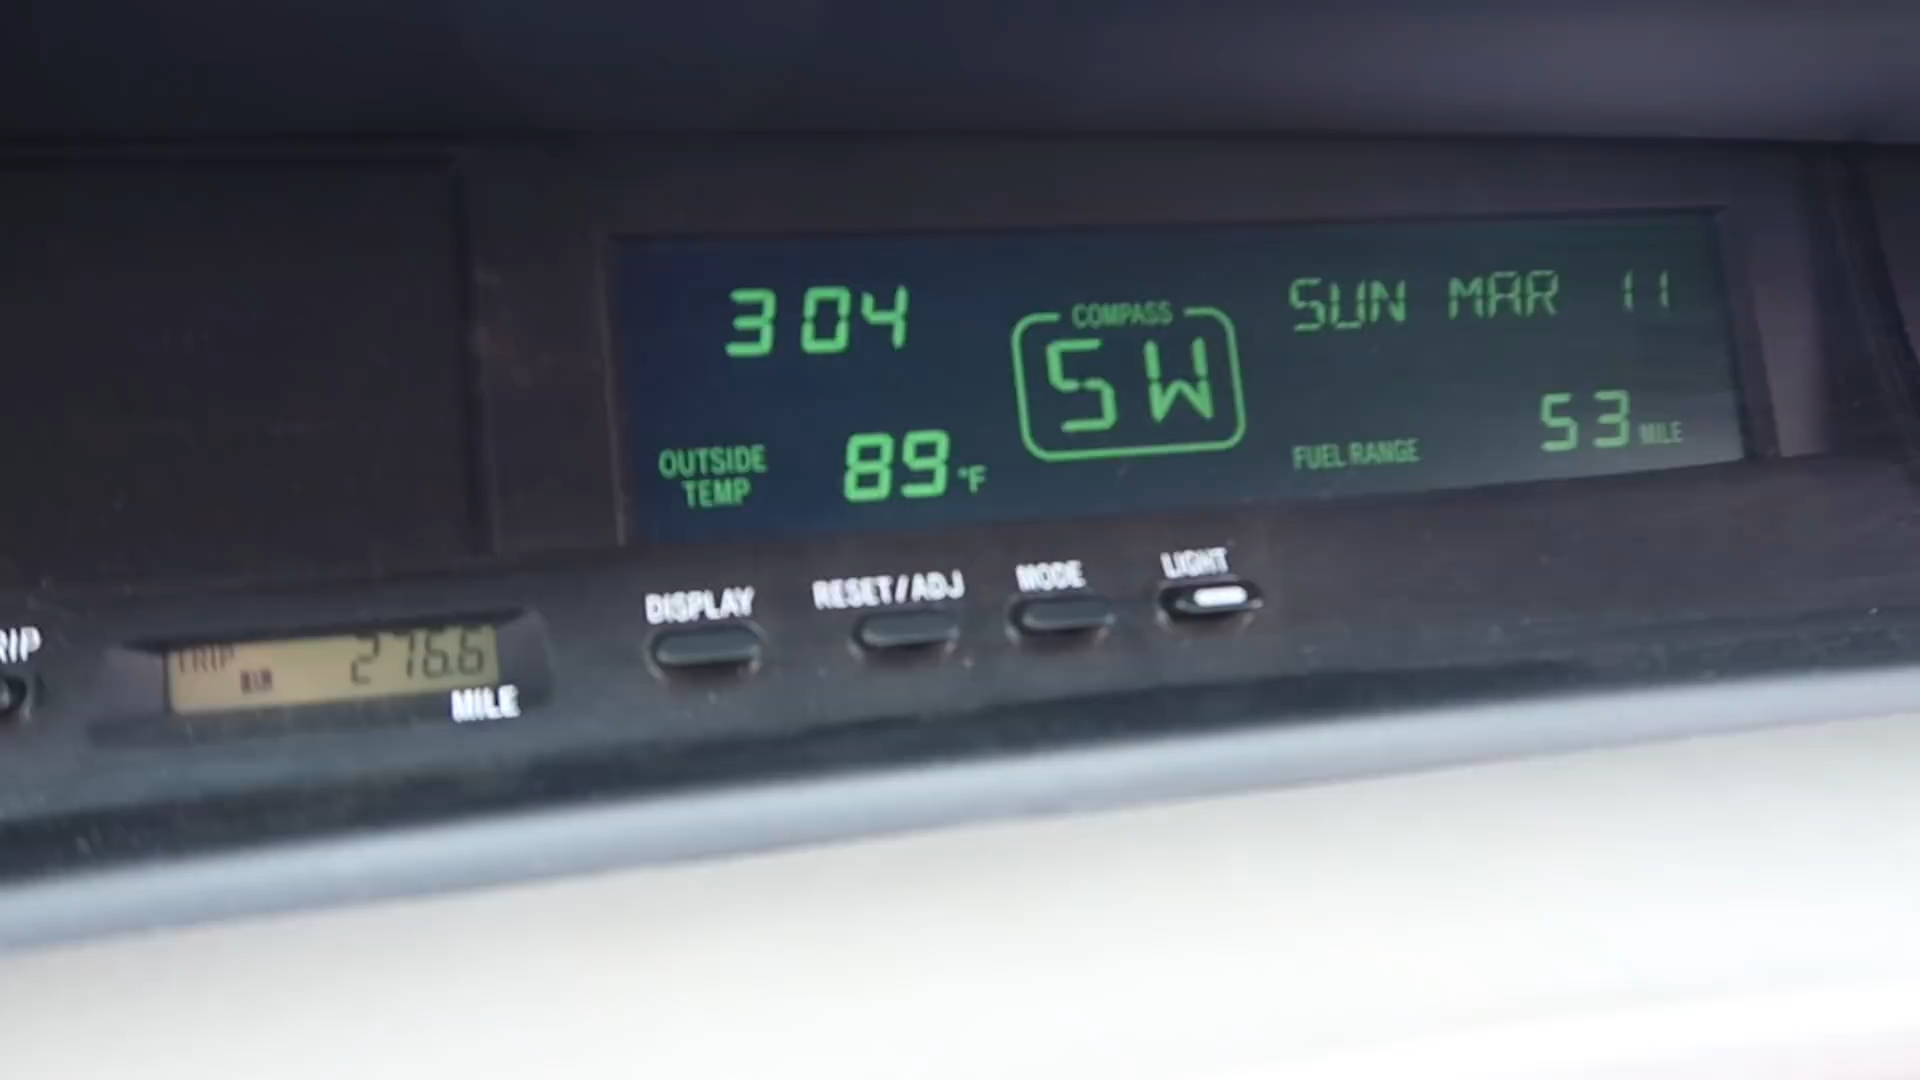 304
COMPASS
SW
SUN MAR 11
OUTSIDE
TEMP
89°F
FUEL RANGE
53 MILE
DISPLAY
RESET/ADJ
MODE
LIGHT
RIP
TRIP
276.6
MILE